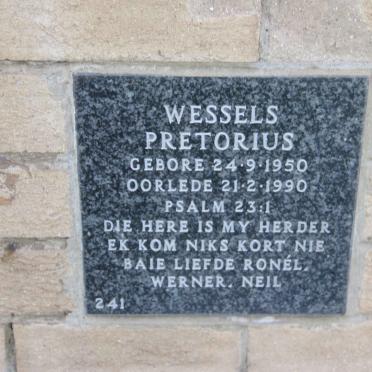 WESSELS
PRETORIUS
GEBORE 24·9·1950
OORLEDE 21·2·1990
PSALM 23:1
DIE HERE IS MY HERDER
EK KOM NIKS KORT NIE
BAIE LIEFDE RONÉL,
WERNER, NEIL
241